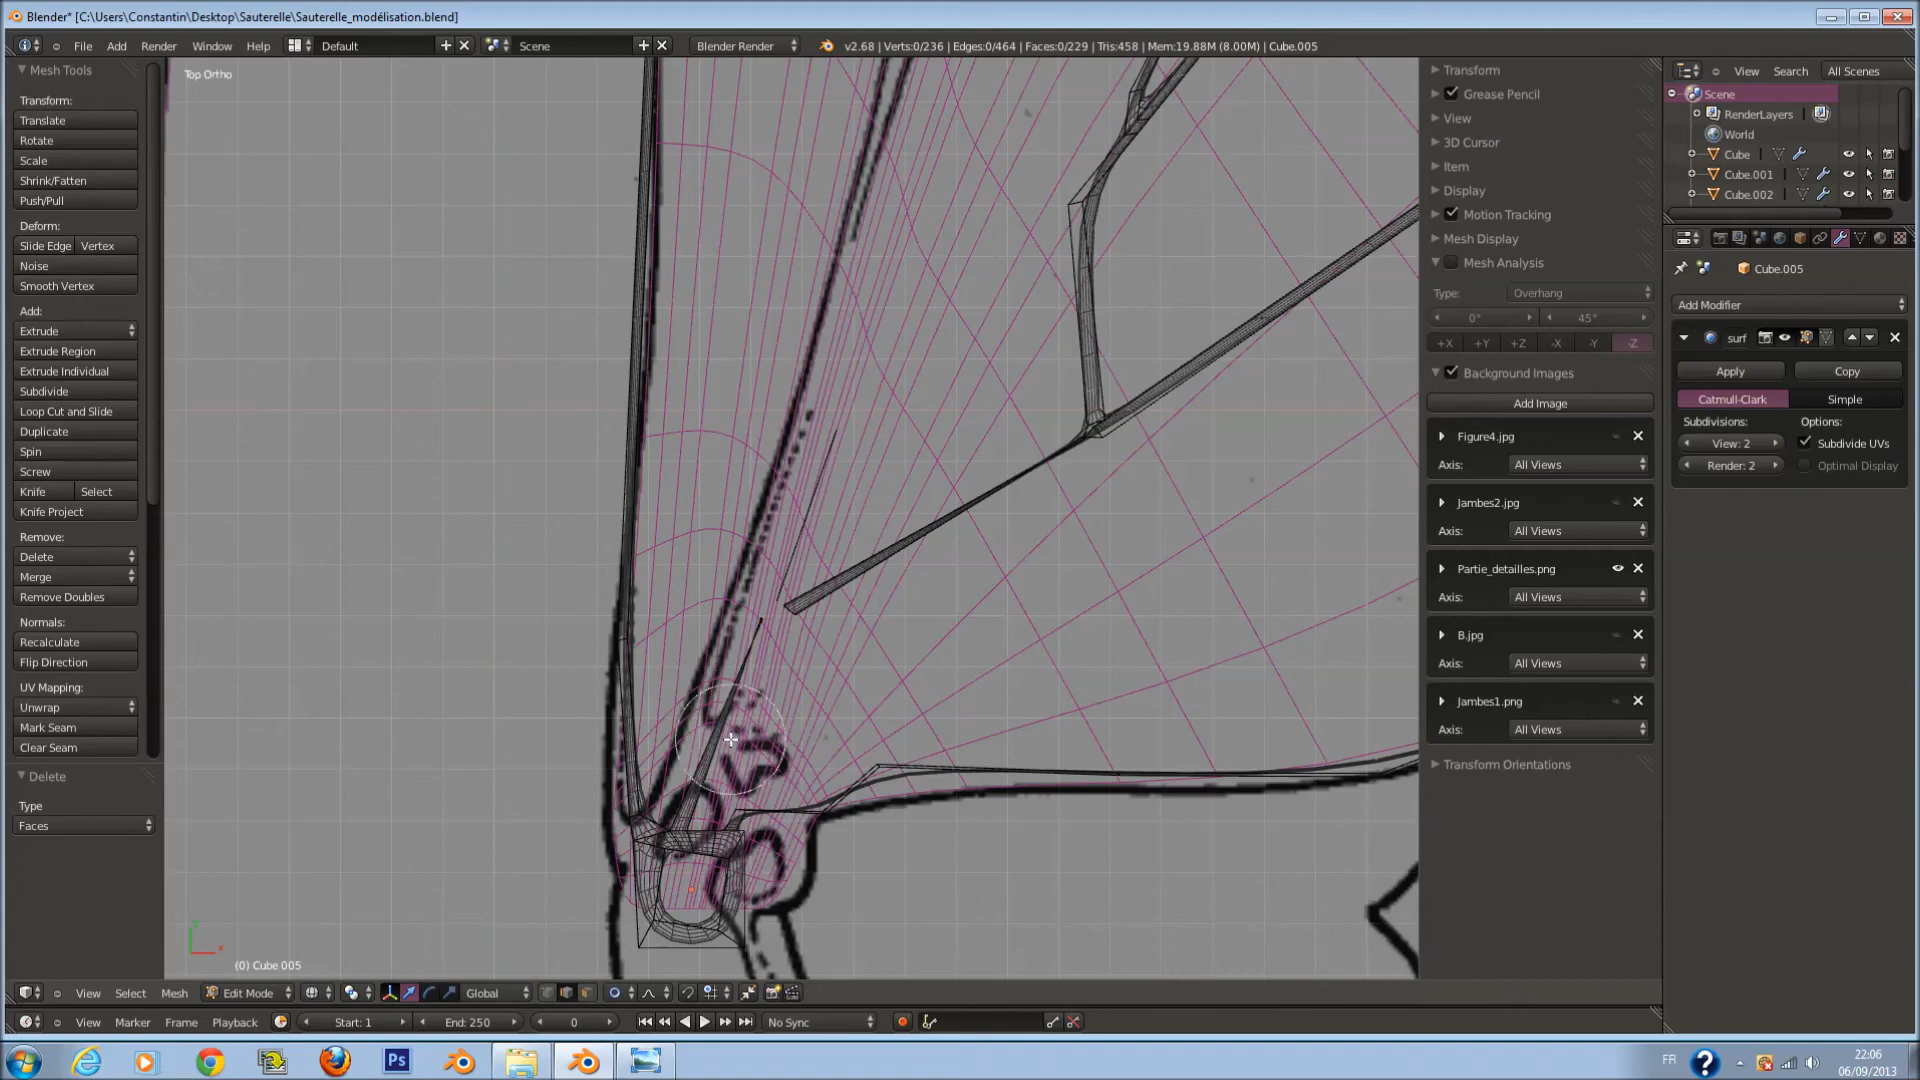 Blender* [C:\Users\Constantin\Desktop\Sauterelle\Sauterelle_modélisation.blend]
File Add Render Window Help Default Scene Blender Render v2.68 | Verts:0/236 | Edges:0/464 | Faces:0/229 | Tris:458 | Mem:19.88M (8.00M) | Cube.005
Mesh Tools
Transform:
Translate
Rotate
Scale
Shrink/Fatten
Push/Pull
Deform:
Slide Edge Vertex
Noise
Smooth Vertex
Add:
Extrude
Extrude Region
Extrude Individual
Subdivide
Loop Cut and Slide
Duplicate
Spin
Screw
Knife Select
Knife Project
Remove:
Delete
Merge
Remove Doubles
Normals:
Recalculate
Flip Direction
UV Mapping:
Unwrap
Mark Seam
Clear Seam
Delete
Type
Faces
Top Ortho
y
x
(0) Cube 005
Transform
Grease Pencil
View
3D Cursor
Item
Display
Motion Tracking
Mesh Display
Mesh Analysis
Type: Overhang
0° 45°
+X +Y +Z -X -Y -Z
Background Images
Add Image
Figure4.jpg
Axis: All Views
Jambes2.jpg
Axis: All Views
Partie_detailles.png
Axis: All Views
B.jpg
Axis: All Views
Jambes1.png
Axis: All Views
Transform Orientations
View Search All Scenes
Scene
RenderLayers
World
Cube
Cube.001
Cube.002
Cube.005
Add Modifier
surf
Apply Copy
Catmull-Clark Simple
Subdivisions: Options:
View: 2 Subdivide UVs
Render: 2 Optimal Display
View Select Mesh Edit Mode Global
View Marker Frame Playback Start: 1 End: 250 0 No Sync
Ps
FR
22:06
06/09/2013